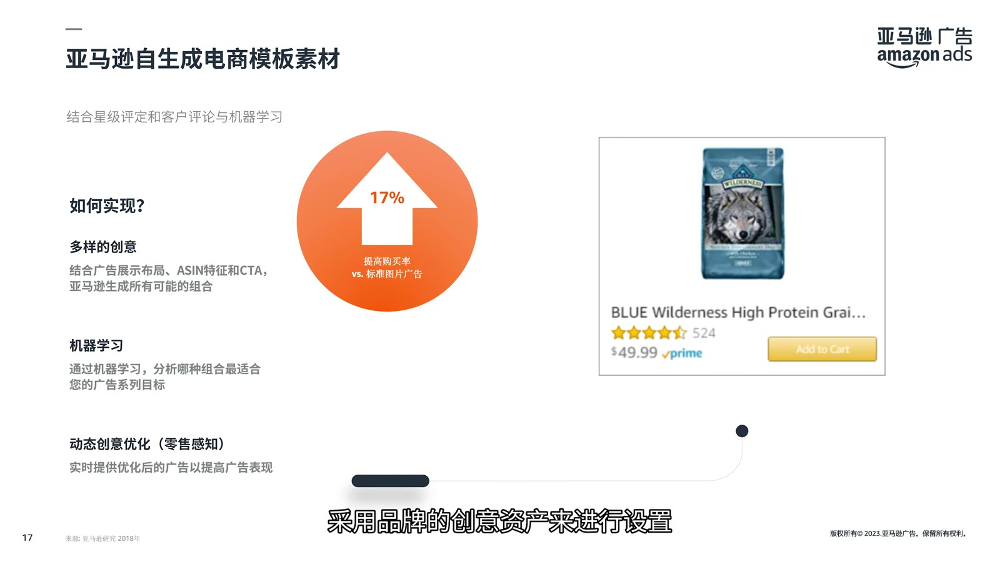 亚马逊自生成电商模板素材
亚马逊广告
amazon ads
结合星级评定和客户评论与机器学习
如何实现?
多样的创意
结合广告展示布局、ASIN特征和CTA，
亚马逊生成所有可能的组合
机器学习
通过机器学习，分析哪种组合最适合
您的广告系列目标
动态创意优化（零售感知）
实时提供优化后的广告以提高广告表现
17%
提高购买率
vs. 标准图片广告
BLUE
WILDERNESS
BLUE Wilderness High Protein Grai...
524
$49.99 prime
Add to Cart
采用品牌的创意资产来进行设置
17
来源: 亚马逊研究 2018年
版权所有© 2023.亚马逊广告。保留所有权利。